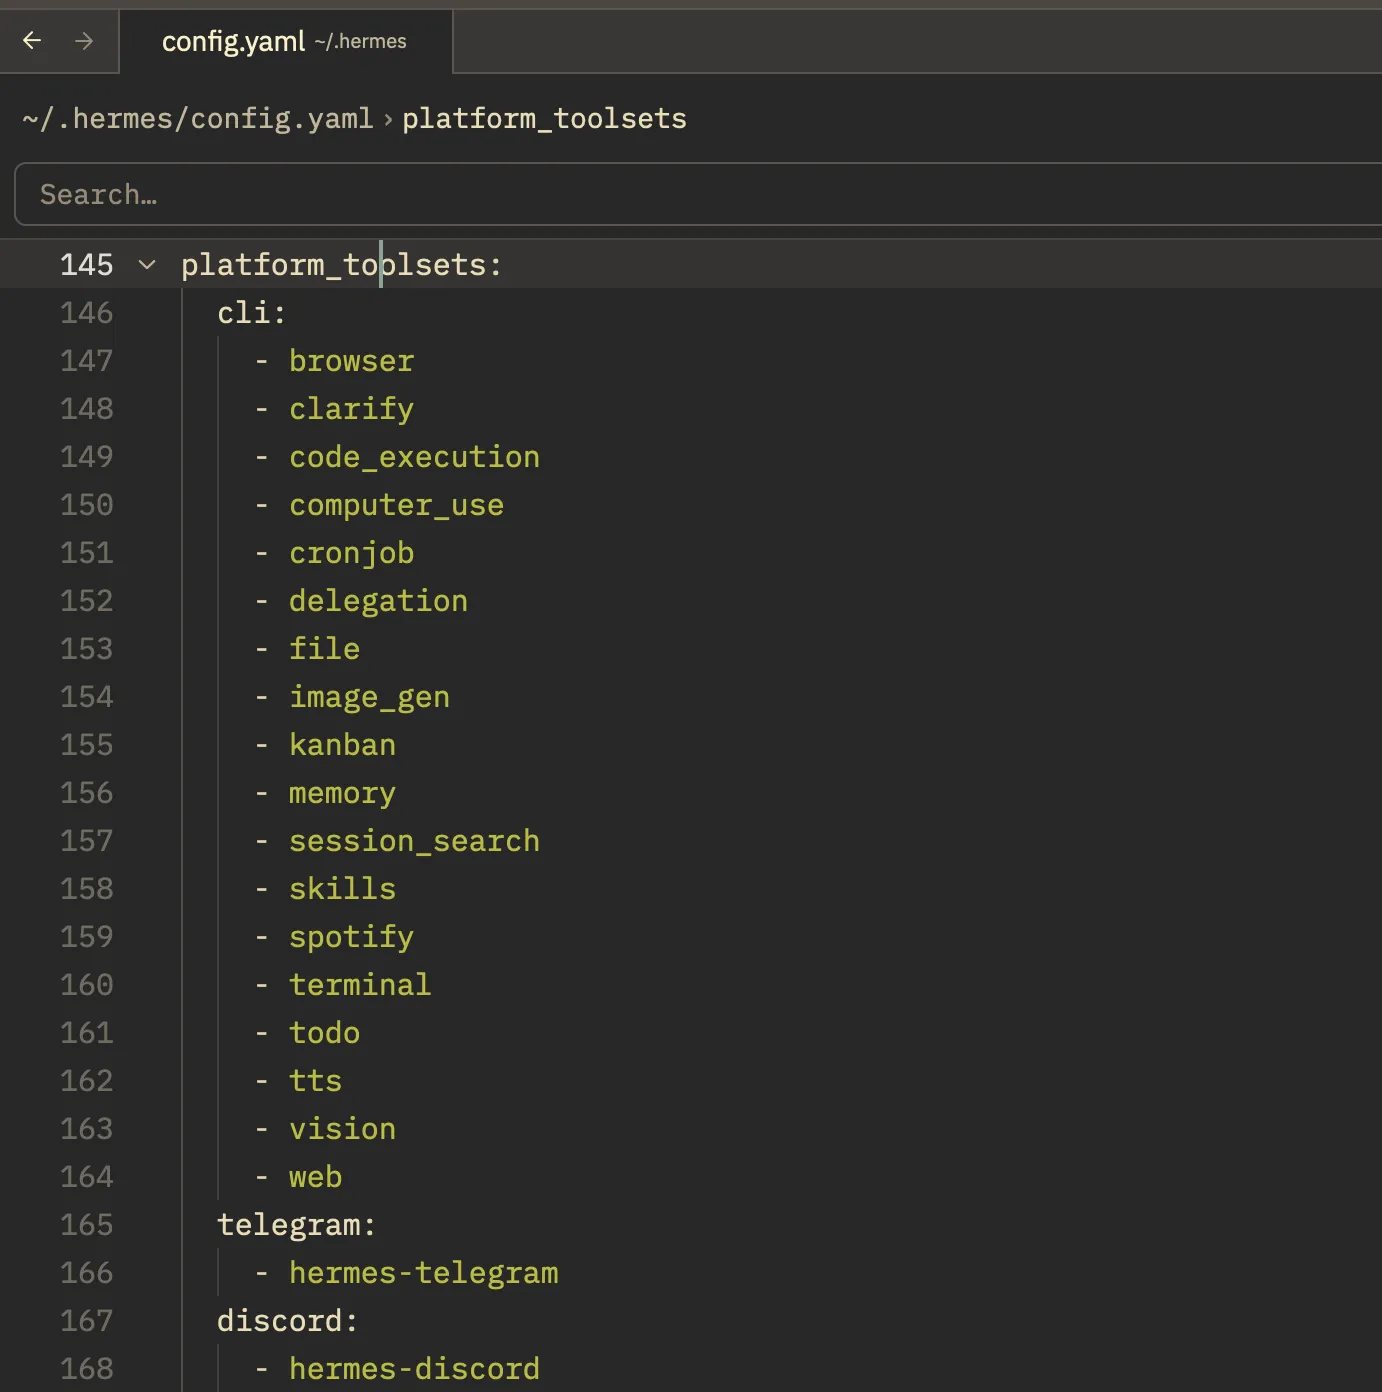 ← → config.yaml ~/.hermes
~/.hermes/config.yaml › platform_toolsets
Search…
145 platform_toolsets:
146 cli:
147 - browser
148 - clarify
149 - code_execution
150 - computer_use
151 - cronjob
152 - delegation
153 - file
154 - image_gen
155 - kanban
156 - memory
157 - session_search
158 - skills
159 - spotify
160 - terminal
161 - todo
162 - tts
163 - vision
164 - web
165 telegram:
166 - hermes-telegram
167 discord:
168 - hermes-discord